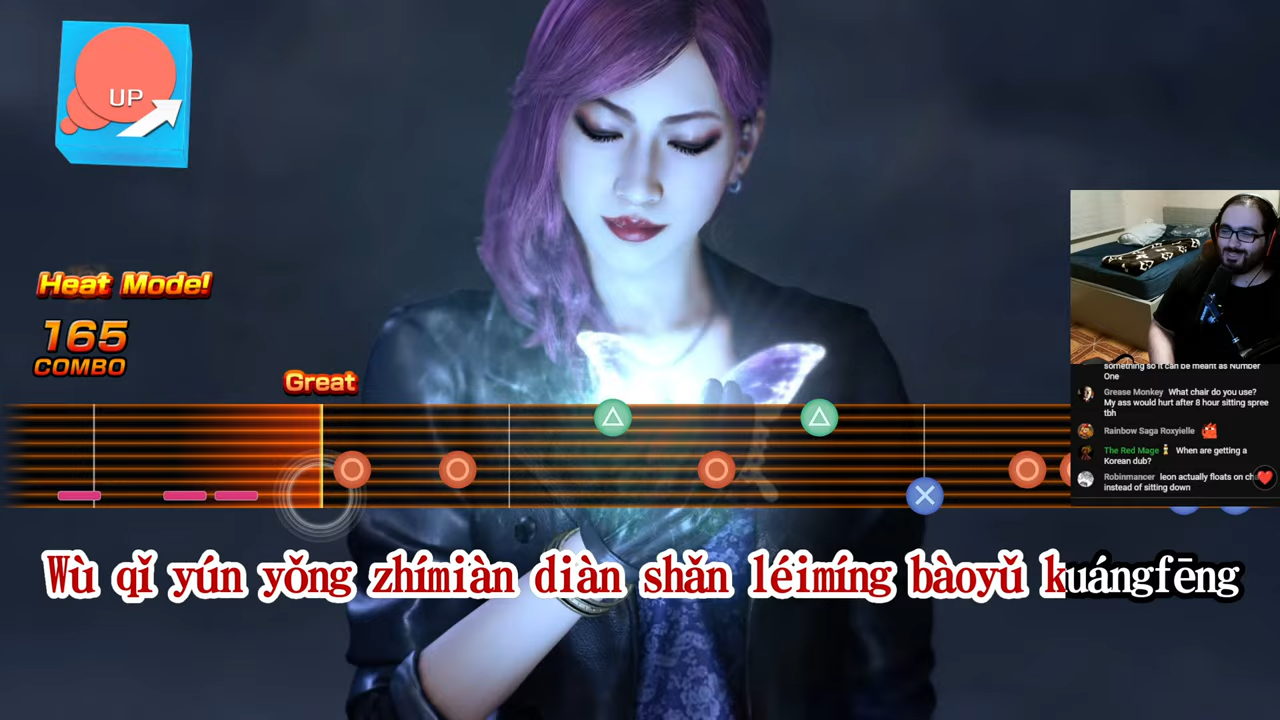 UP
Heat Mode!
165
COMBO
Great
something so it can be meant as Number
One
Grease Monkey What chair do you use?
My ass would hurt after 8 hour sitting spree
tbh
Rainbow Saga Roxyielle
The Red Mage When are getting a
Korean dub?
Robinmancer leon actually floats on ch
instead of sitting down
Wù qǐ yún yǒng zhímiàn diàn shǎn léimíng bàoyǔ kuángfēng